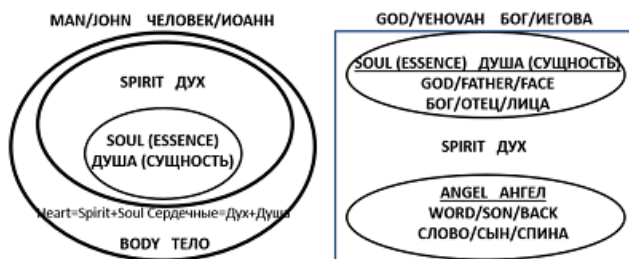 MAN/JOHN ЧЕЛОВЕК/ИОАНН
SPIRIT ДУХ
SOUL (ESSENCE)
ДУША (СУЩНОСТЬ)
Heart=Spirit+Soul Сердечные=Дух+Душа
BODY ТЕЛО
GOD/YEHOVAH БОГ/ИЕГОВА
SOUL (ESSENCE) ДУША (СУЩНОСТЬ)
GOD/FATHER/FACE
БОГ/ОТЕЦ/ЛИЦА
SPIRIT ДУХ
ANGEL АНГЕЛ
WORD/SON/BACK
СЛОВО/СЫН/СПИНА